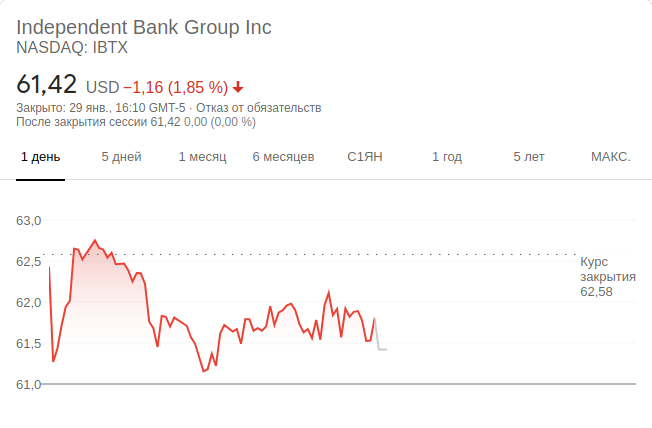 Independent Bank Group Inc
NASDAQ: IBTX
61,42 USD −1,16 (1,85 %)
Закрыто: 29 янв., 16:10 GMT-5 · Отказ от обязательств
После закрытия сессии 61,42 0,00 (0,00 %)
1 день 5 дней 1 месяц 6 месяцев С1ЯН 1 год 5 лет МАКС.
63,0
62,5
Курс
закрытия
62,58
62,0
61,5
61,0